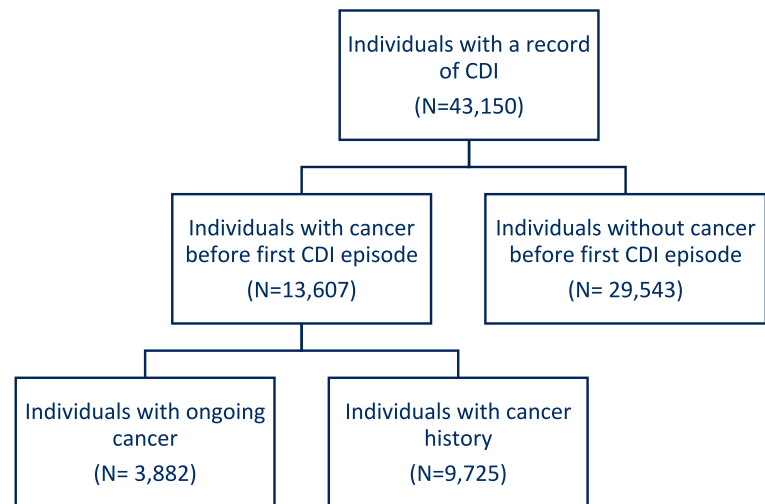 Individuals with a record
of CDI
(N=43,150)
Individuals with cancer
before first CDI episode
(N=13,607)
Individuals without cancer
before first CDI episode
(N= 29,543)
Individuals with ongoing
cancer
(N= 3,882)
Individuals with cancer
history
(N=9,725)